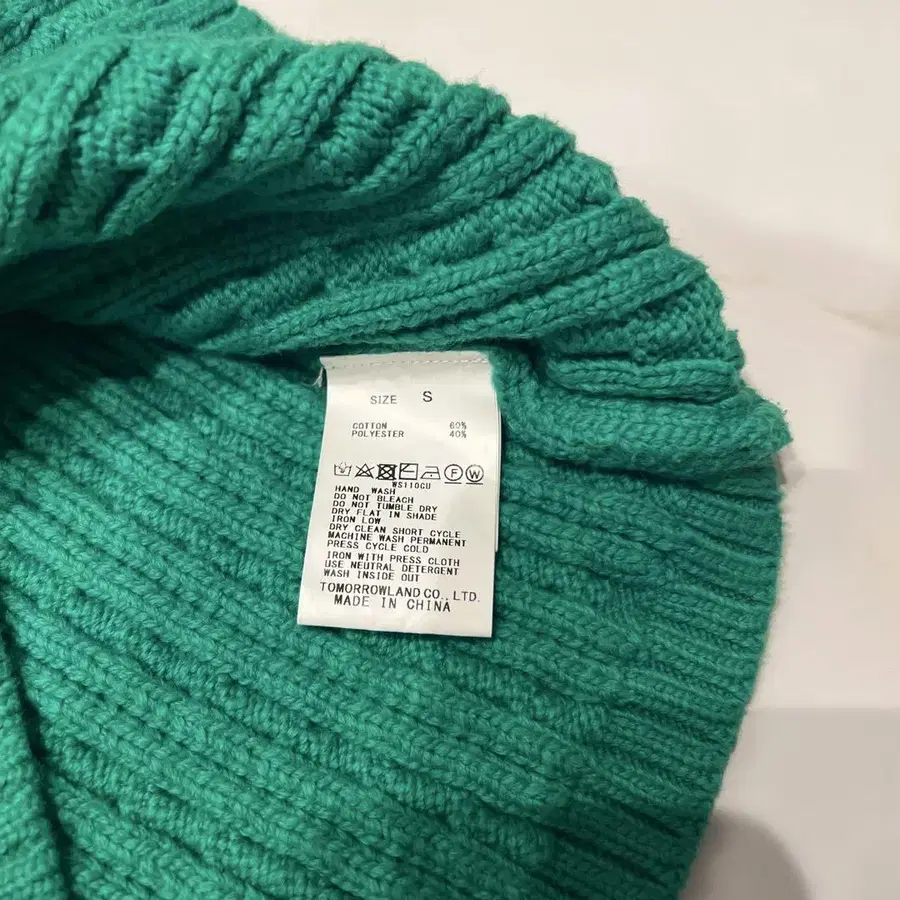 SIZE S
COTTON 60%
POLYESTER 40%
WS110CU
HAND WASH
DO NOT BLEACH
DO NOT TUMBLE DRY
DRY FLAT IN SHADE
IRON LOW
DRY CLEAN SHORT CYCLE
MACHINE WASH PERMANENT
PRESS CYCLE COLD
IRON WITH PRESS CLOTH
USE NEUTRAL DETERGENT
WASH INSIDE OUT
TOMORROWLAND CO., LTD.
MADE IN CHINA